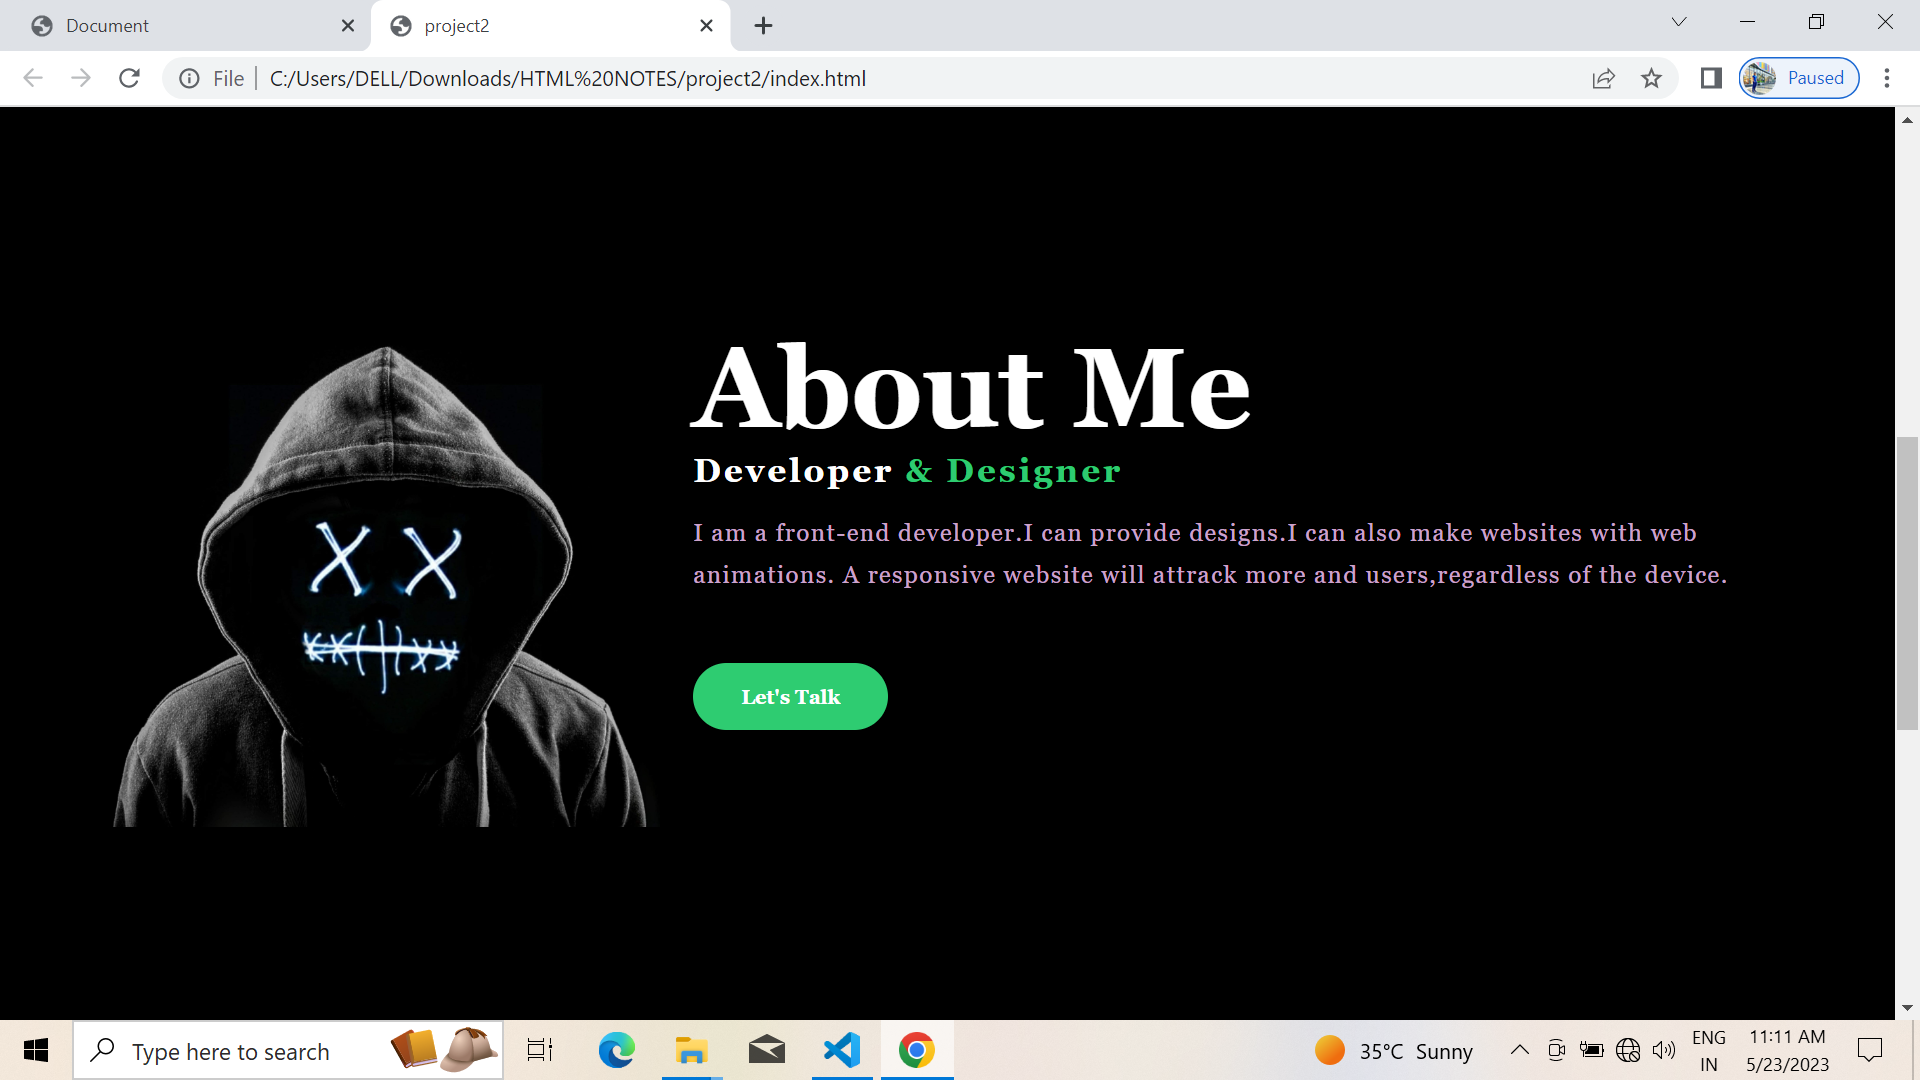 Document
project2
File
C:/Users/DELL/Downloads/HTML%20NOTES/project2/index.html
Paused
About Me
Developer & Designer
I am a front-end developer.I can provide designs.I can also make websites with web
animations. A responsive website will attrack more and users,regardless of the device.
Let's Talk
Type here to search
35°C Sunny
ENG
IN
11:11 AM
5/23/2023